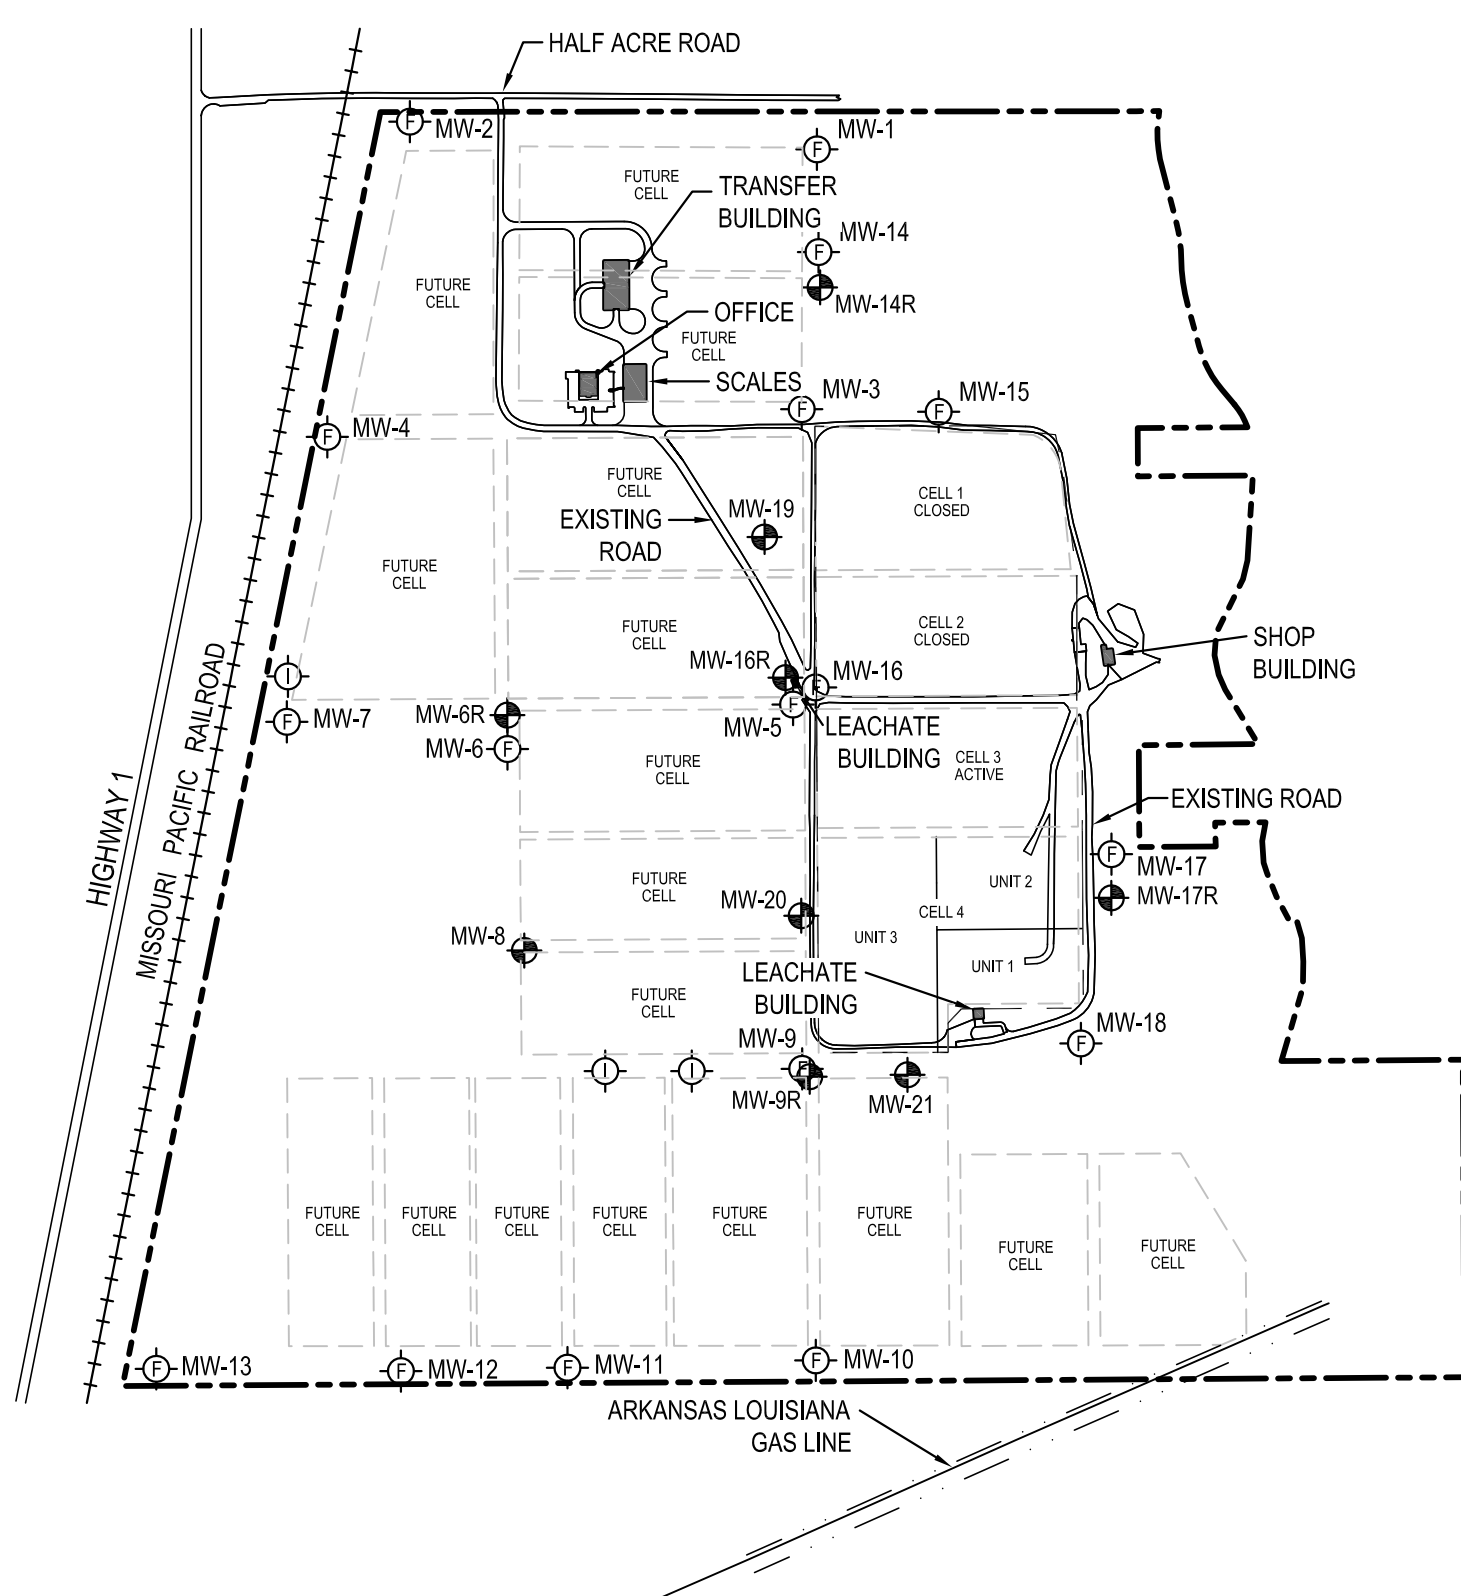 HALF ACRE ROAD
F
MW-2
MW-1
F
FUTURE
CELL
TRANSFER
BUILDING
MW-14
F
MW-14R
FUTURE
CELL
OFFICE
FUTURE
CELL
SCALES
MW-3
F
MW-15
F
F
MW-4
FUTURE
CELL
CELL 1
CLOSED
MW-19
EXISTING
ROAD
FUTURE
CELL
FUTURE
CELL
CELL 2
CLOSED
SHOP
BUILDING
MW-16R
MW-16
F
I
F
MW-7
MW-6R
MW-5
F
LEACHATE
BUILDING
MW-6
F
FUTURE
CELL
CELL 3
ACTIVE
EXISTING ROAD
HIGHWAY 1
MISSOURI PACIFIC RAILROAD
F
MW-17
MW-17R
FUTURE
CELL
UNIT 2
MW-20
CELL 4
UNIT 3
MW-8
UNIT 1
LEACHATE
BUILDING
FUTURE
CELL
MW-18
F
MW-9
F
I
I
MW-9R
MW-21
FUTURE
CELL
FUTURE
CELL
FUTURE
CELL
FUTURE
CELL
FUTURE
CELL
FUTURE
CELL
FUTURE
CELL
FUTURE
CELL
F
MW-13
F
MW-12
F
MW-11
F
MW-10
ARKANSAS LOUISIANA
GAS LINE